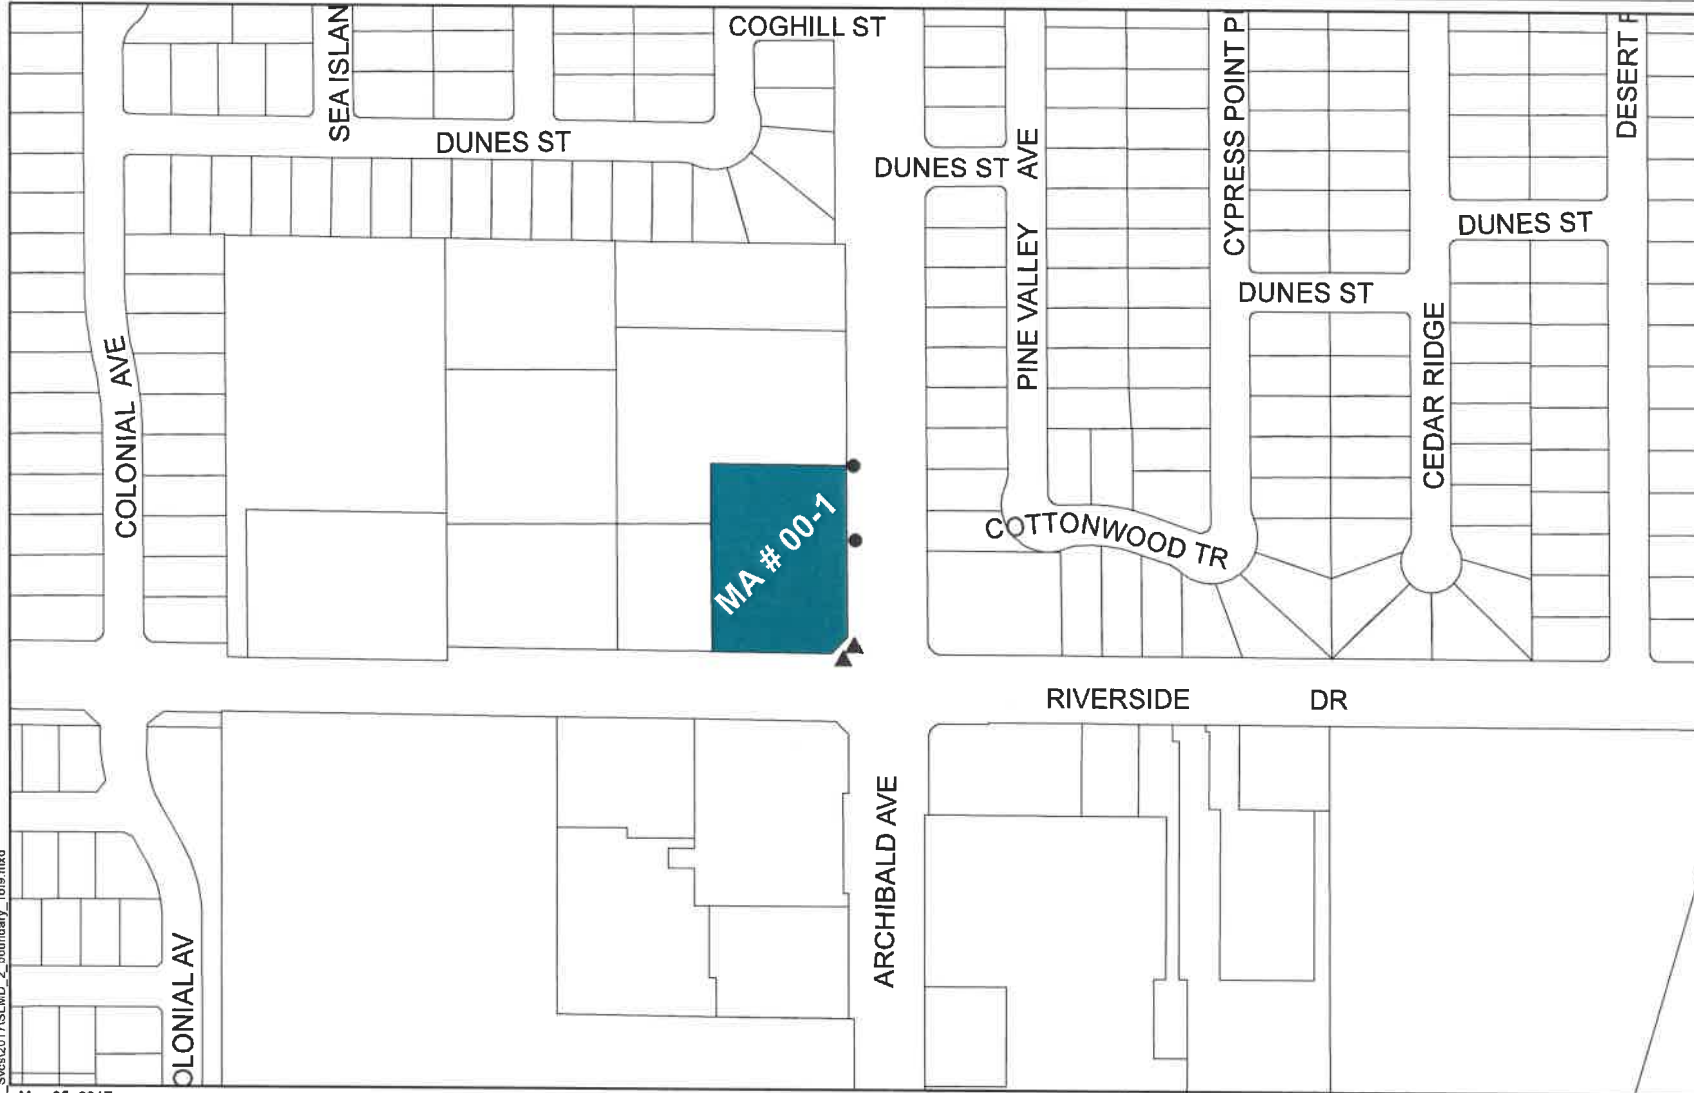 COGHILL ST
SEA ISLAN
DUNES ST
DUNES ST
PINE VALLEY AVE
CYPRESS POINT P
DESERT
DUNES ST
DUNES ST
COLONIAL AVE
CEDAR RIDGE
MA # 00-1
COTTONWOOD TR
RIVERSIDE DR
ARCHIBALD AVE
OLONIAL AV